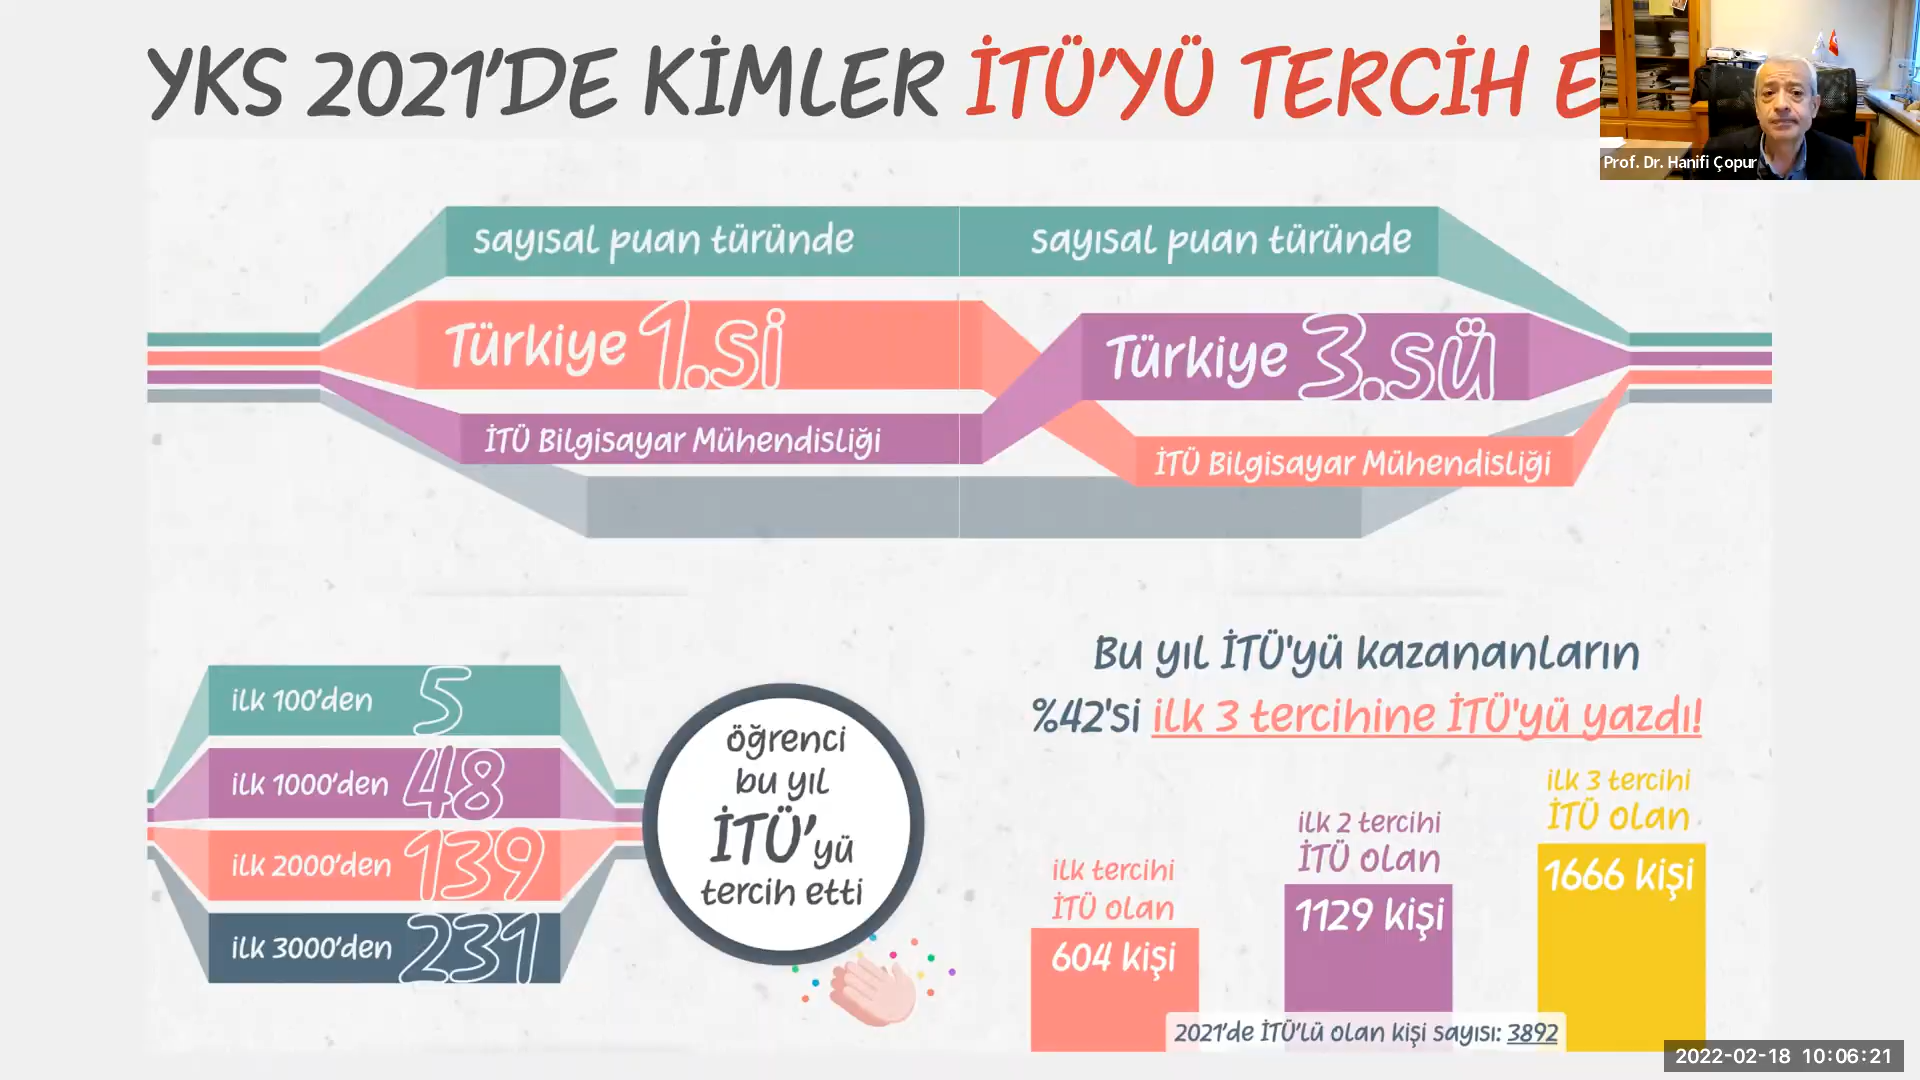 YKS 2021'DE KİMLER İTÜ'YÜ TERCİH E
Prof. Dr. Hanifi Çopur
sayısal puan türünde
Türkiye 1.si
İTÜ Bilgisayar Mühendisliği
sayısal puan türünde
Türkiye 3.sü
İTÜ Bilgisayar Mühendisliği
ilk 100'den 5
ilk 1000'den 48
ilk 2000'den 139
ilk 3000'den 231
öğrenci
bu yıl
İTÜ'yü
tercih etti
Bu yıl İTÜ'yü kazananların
%42'si ilk 3 tercihine İTÜ'yü yazdı!
ilk tercihi
İTÜ olan
604 kişi
ilk 2 tercihi
İTÜ olan
1129 kişi
ilk 3 tercihi
İTÜ olan
1666 kişi
2021'de İTÜ'lü olan kişi sayısı: 3892
2022-02-18 10:06:21